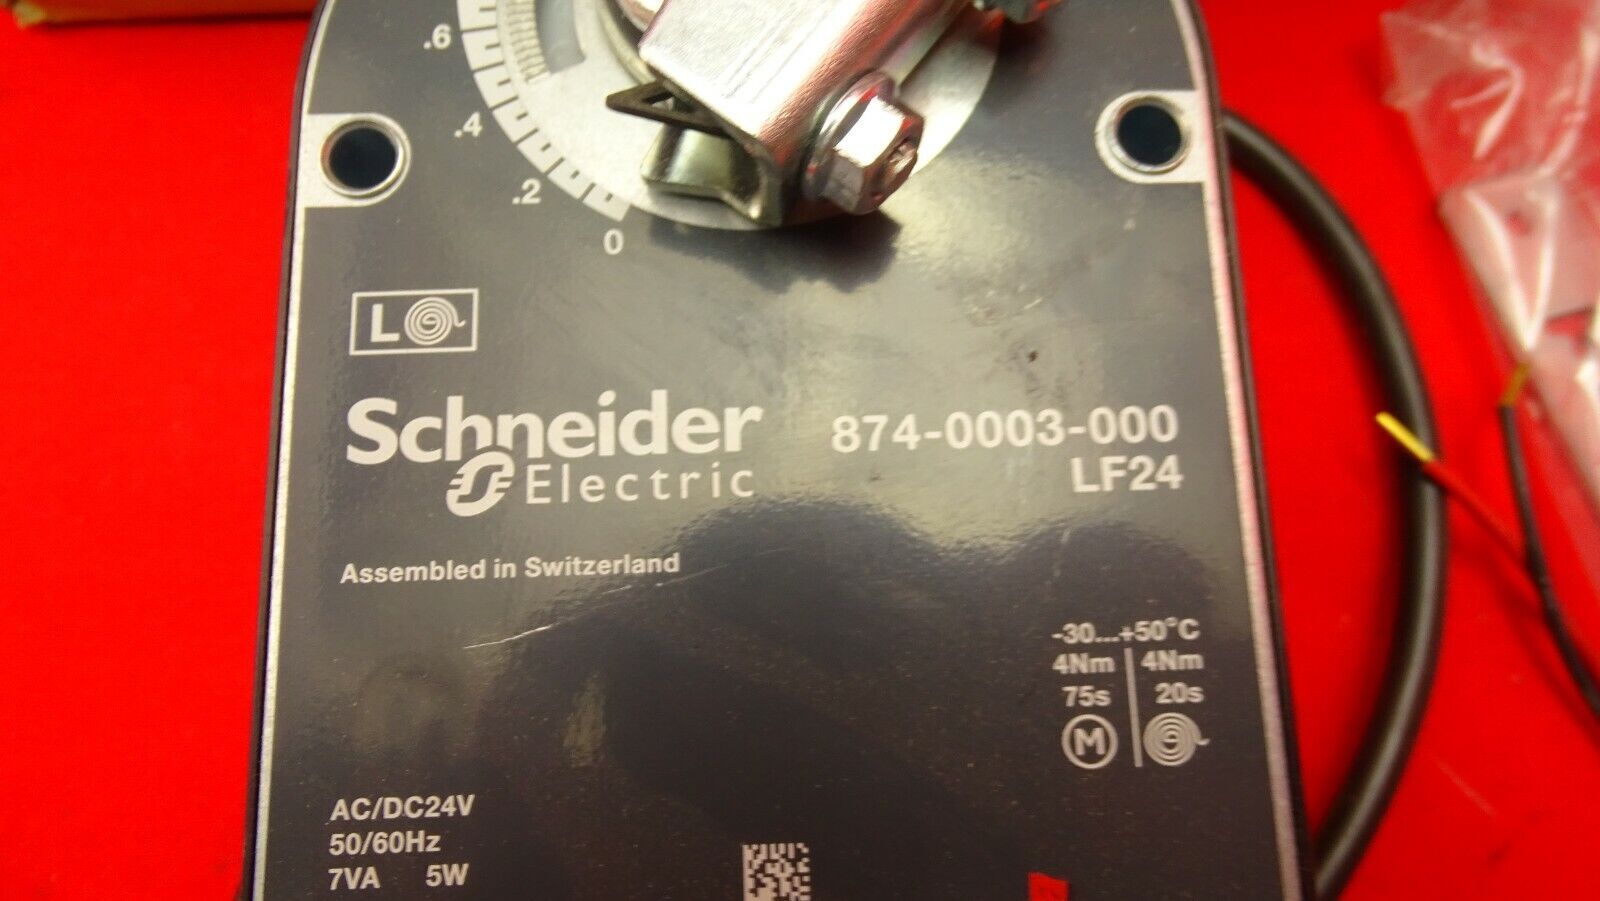 .6
.4
.2
0
L
Schneider
Electric
874-0003-000
LF24
Assembled in Switzerland
-30...+50°C
4Nm | 4Nm
75s | 20s
M
AC/DC24V
50/60Hz
7VA 5W